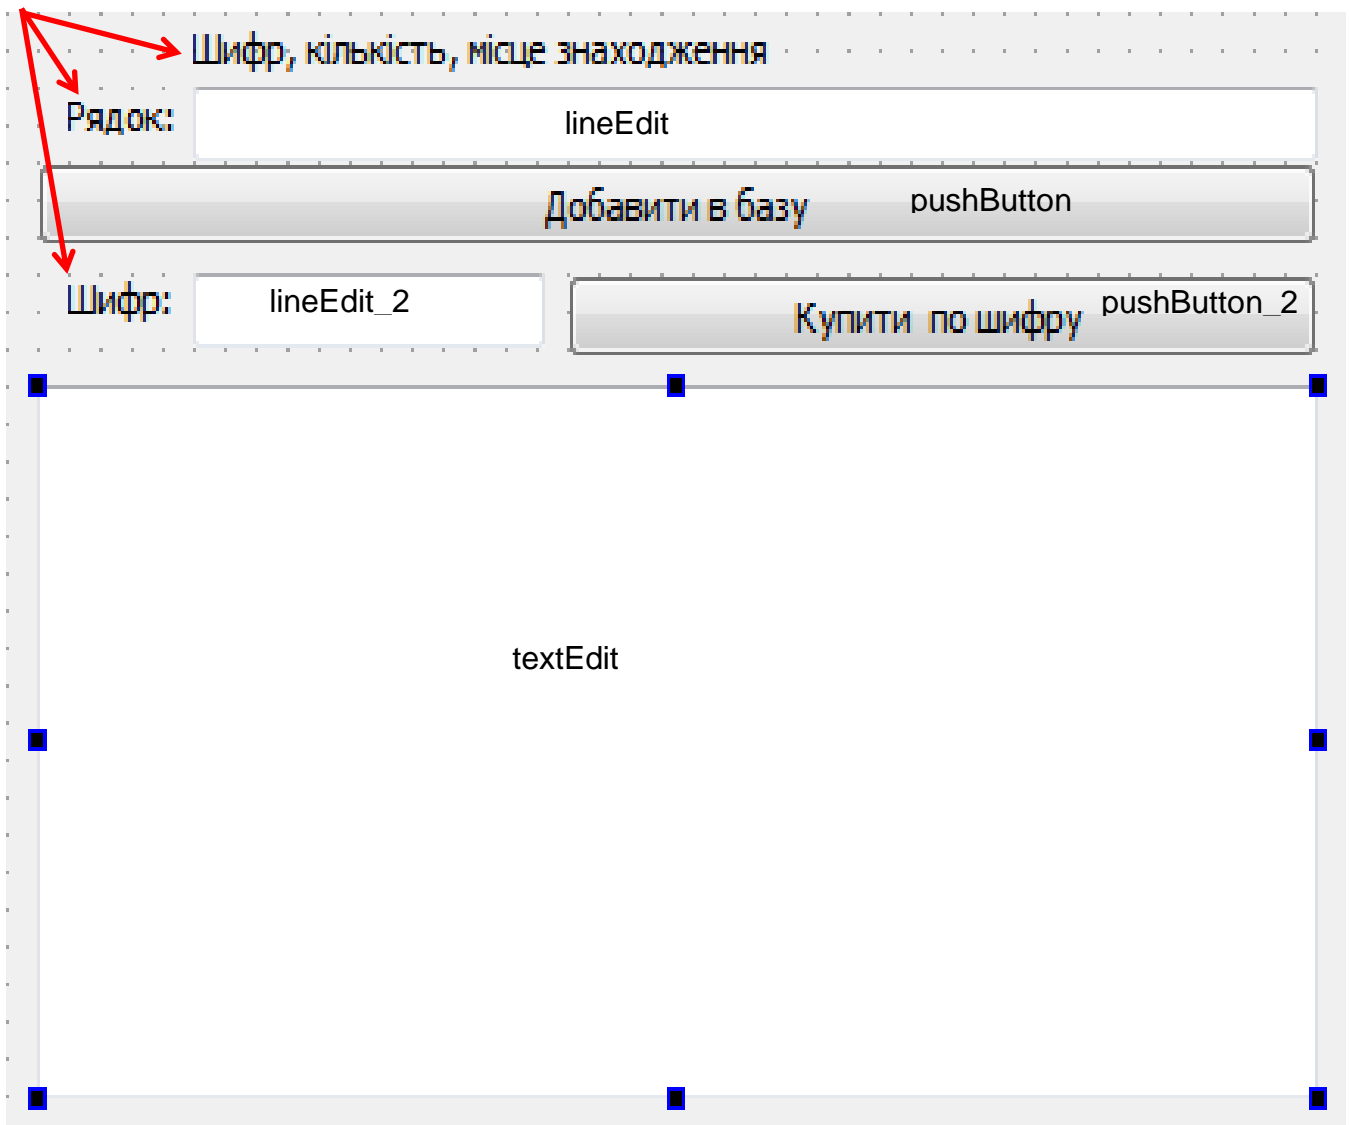 Шифр, кількість, місце знаходження
Рядок: lineEdit
Добавити в базу pushButton
Шифр: lineEdit_2 Купити по шифру pushButton_2
textEdit